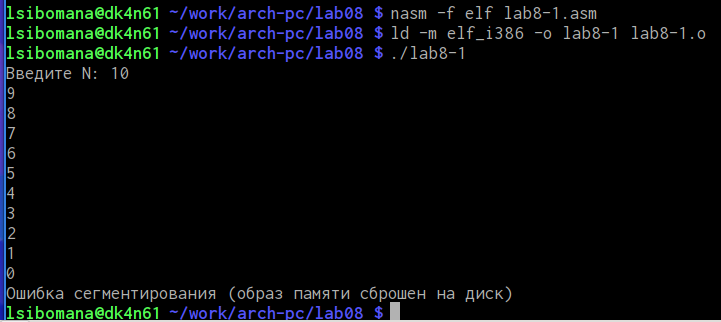 lsibomana@dk4n61 ~/work/arch-pc/lab08 $ nasm -f elf lab8-1.asm
lsibomana@dk4n61 ~/work/arch-pc/lab08 $ ld -m elf_i386 -o lab8-1 lab8-1.o
lsibomana@dk4n61 ~/work/arch-pc/lab08 $ ./lab8-1
Введите N: 10
9
8
7
6
5
4
3
2
1
0
Ошибка сегментирования (образ памяти сброшен на диск)
lsibomana@dk4n61 ~/work/arch-pc/lab08 $